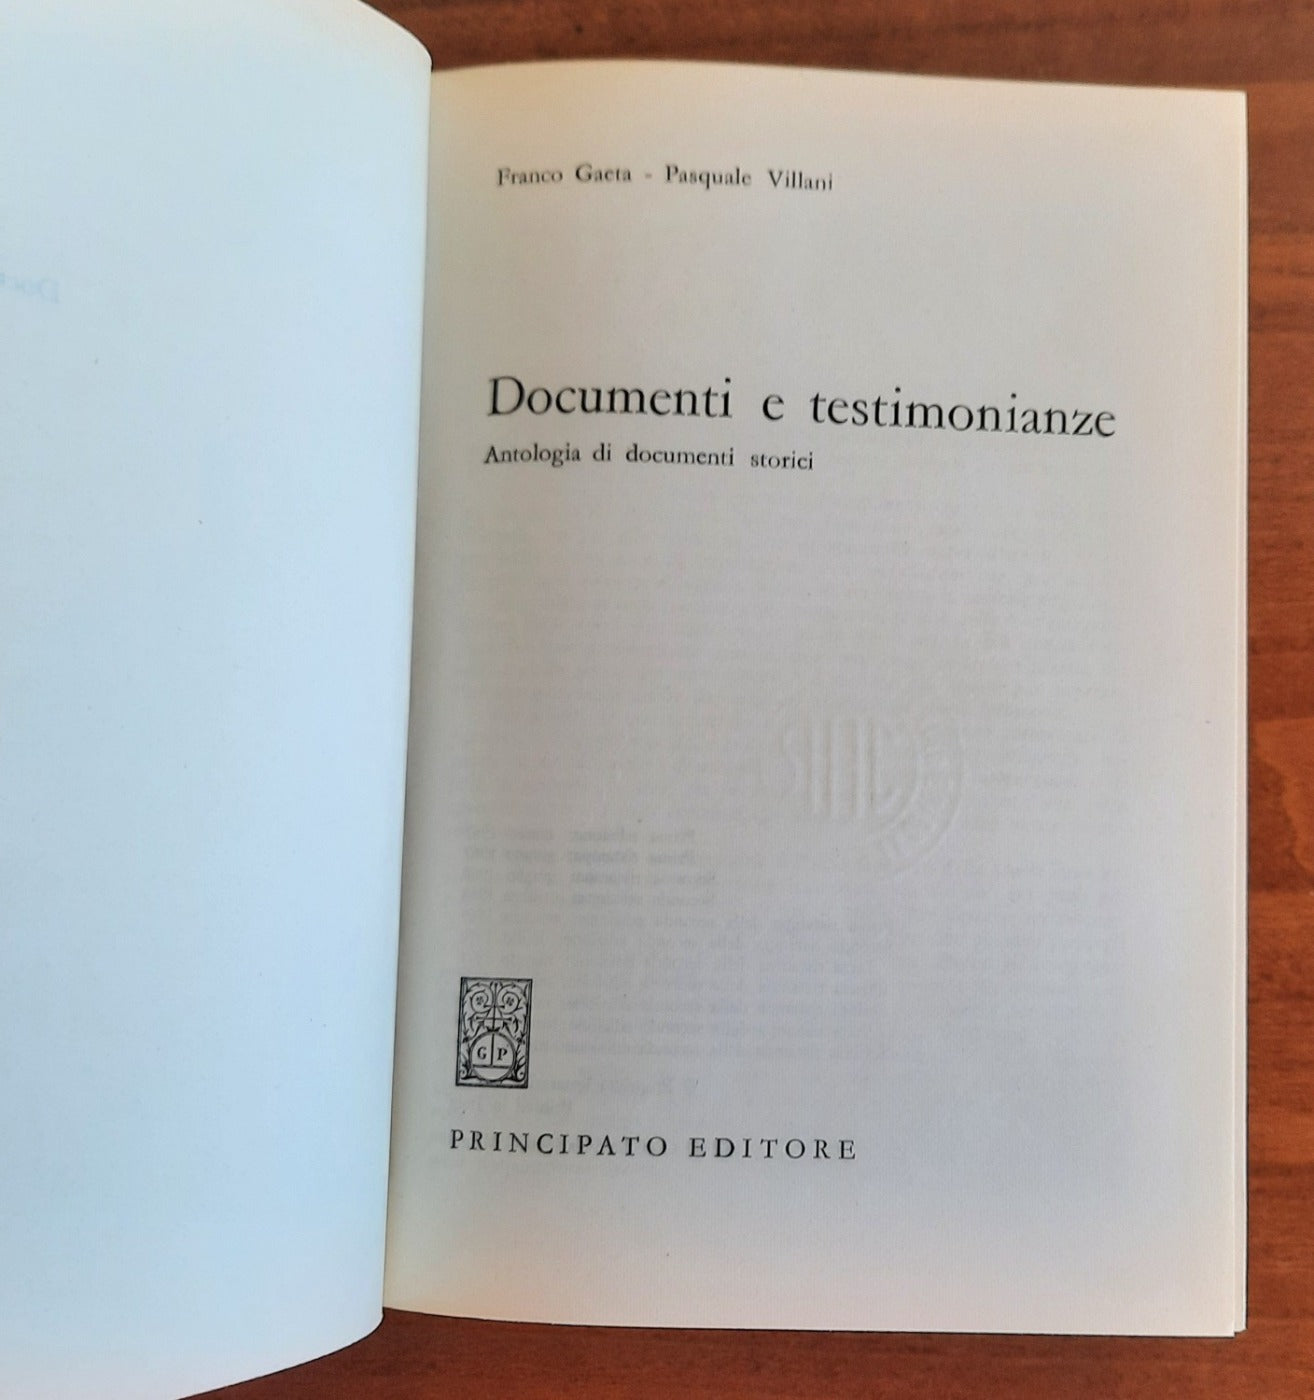 Franco Gaeta - Pasquale Villani
Documenti e testimonianze
Antologia di documenti storici
G P
PRINCIPATO EDITORE